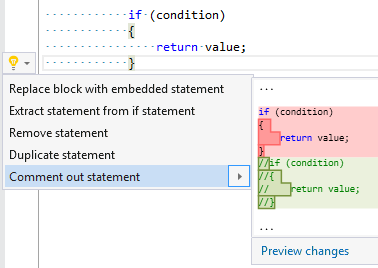 if (condition)
{
return value;
}
Replace block with embedded statement
Extract statement from if statement
Remove statement
Duplicate statement
Comment out statement
...
if (condition)
{
return value;
}
//if (condition)
//{
//    return value;
//}
...
Preview changes